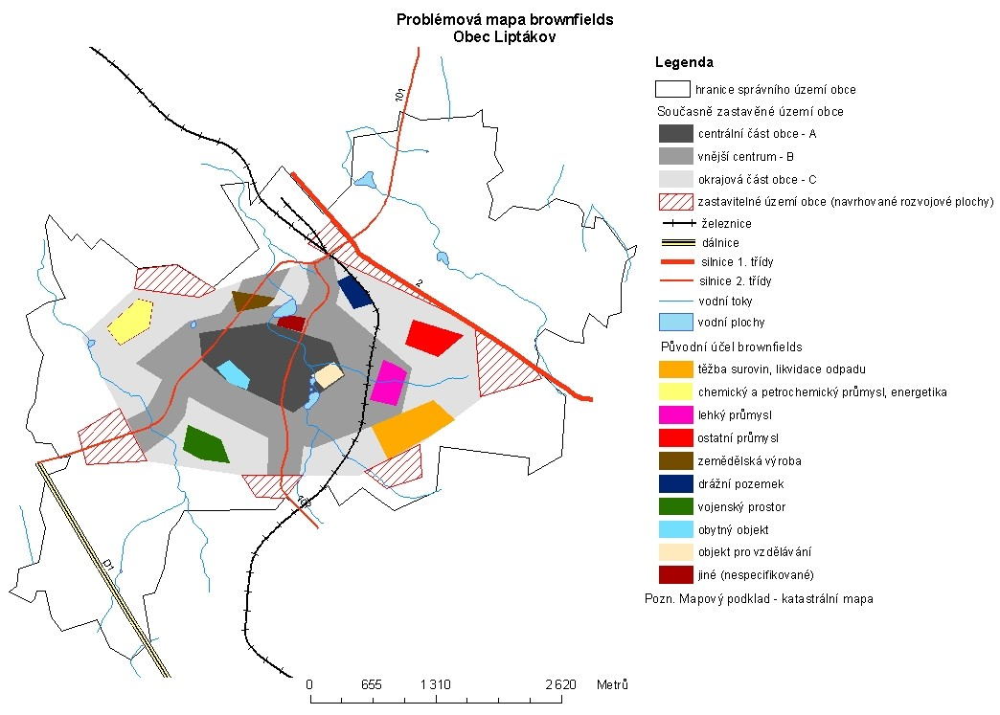 Problémová mapa brownfields
Obec Liptákov
101
2
D1
Legenda
hranice správního území obce
Současně zastavěné území obce
centrální část obce - A
vnější centrum - B
okrajová část obce - C
zastavitelné území obce (navrhované rozvojové plochy)
železnice
dálnice
silnice 1. třídy
silnice 2. třídy
vodní toky
vodní plochy
Původní účel brownfields
těžba surovin, likvidace odpadu
chemický a petrochemický průmysl, energetika
lehký průmysl
ostatní průmysl
zemědělská výroba
drážní pozemek
vojenský prostor
obytný objekt
objekt pro vzdělávání
jiné (nespecifikované)
Pozn. Mapový podklad - katastrální mapa
0 655 1 310 2 620 Metrů